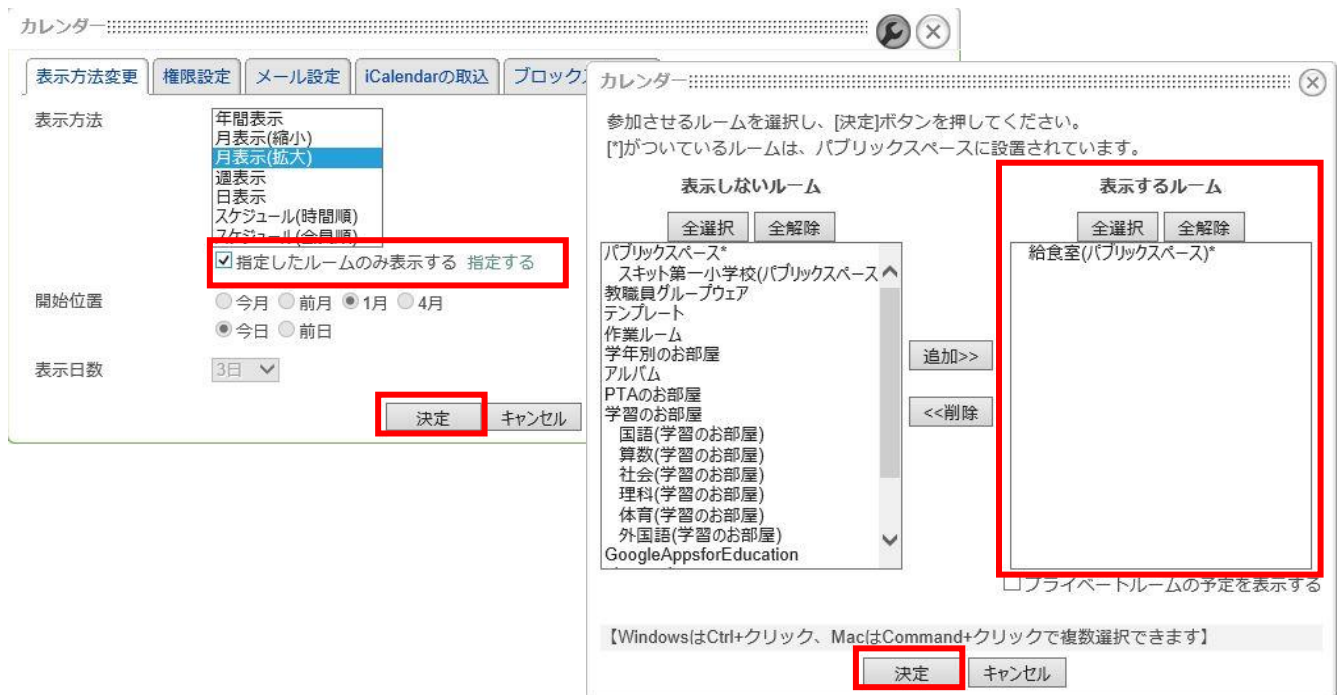 カレンダー
表示方法変更 権限設定 メール設定 iCalendarの取込 ブロック
表示方法
年間表示
月表示(縮小)
月表示(拡大)
週表示
日表示
スケジュール(時間順)
スケジュール(会員順)
指定したルームのみ表示する 指定する
開始位置
今月 前月 1月 4月
今日 前日
表示日数
3日
決定 キャンセル
カレンダー
参加させるルームを選択し、[決定]ボタンを押してください。
[*]がついているルームは、パブリックスペースに設置されています。
表示しないルーム
全選択 全解除
パブリックスペース*
スキット第一小学校(パブリックスペース
教職員グループウェア
テンプレート
作業ルーム
学年別のお部屋
アルバム
PTAのお部屋
学習のお部屋
国語(学習のお部屋)
算数(学習のお部屋)
社会(学習のお部屋)
理科(学習のお部屋)
体育(学習のお部屋)
外国語(学習のお部屋)
GoogleAppsforEducation
追加>>
<<削除
表示するルーム
全選択 全解除
給食室(パブリックスペース)*
プライベートルームの予定を表示する
【WindowsはCtrl+クリック、MacはCommand+クリックで複数選択できます】
決定 キャンセル